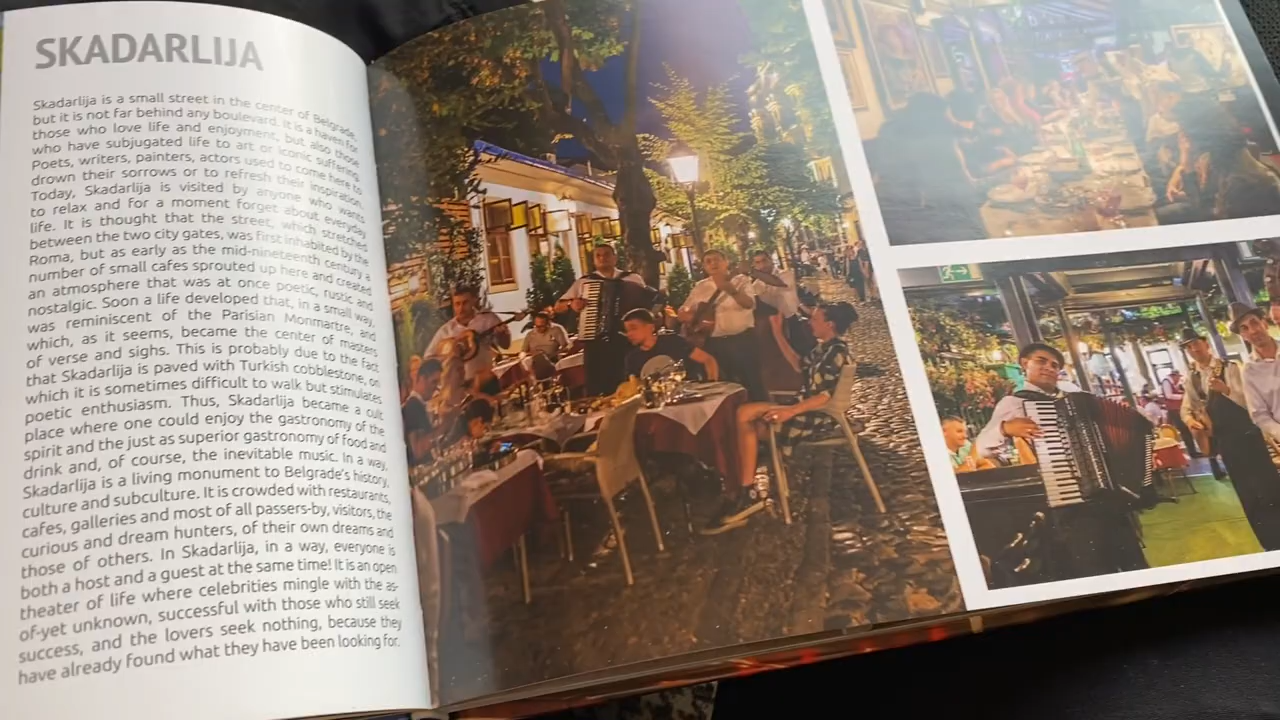 SKADARLIJA
Skadarlija is a small street in the center of Belgrade,
but it is not far behind any boulevard. It is a haven for
those who love life and enjoyment, but also those
who have subjugated life to art or iconic suffering.
Poets, writers, painters, actors used to come here to
drown their sorrows or to refresh their inspiration.
Today, Skadarlija is visited by anyone who wants
to relax and for a moment forget about everyday
life. It is thought that the street, which stretched
between the two city gates, was first inhabited by the
Roma, but as early as the mid-nineteenth century a
number of small cafes sprouted up here and created
an atmosphere that was at once poetic, rustic and
nostalgic. Soon a life developed that, in a small way,
was reminiscent of the Parisian Monmartre, and
which, as it seems, became the center of masters
of verse and sighs. This is probably due to the fact
that Skadarlija is paved with Turkish cobblestone, on
which it is sometimes difficult to walk but stimulates
poetic enthusiasm. Thus, Skadarlija became a cult
place where one could enjoy the gastronomy of the
spirit and the just as superior gastronomy of food and
drink and, of course, the inevitable music. In a way,
Skadarlija is a living monument to Belgrade's history,
culture and subculture. It is crowded with restaurants,
cafes, galleries and most of all passers-by, visitors, the
curious and dream hunters, of their own dreams and
those of others. In Skadarlija, in a way, everyone is
both a host and a guest at the same time! It is an open
theater of life where celebrities mingle with the as-
of-yet unknown, successful with those who still seek
success, and the lovers seek nothing, because they
have already found what they have been looking for.